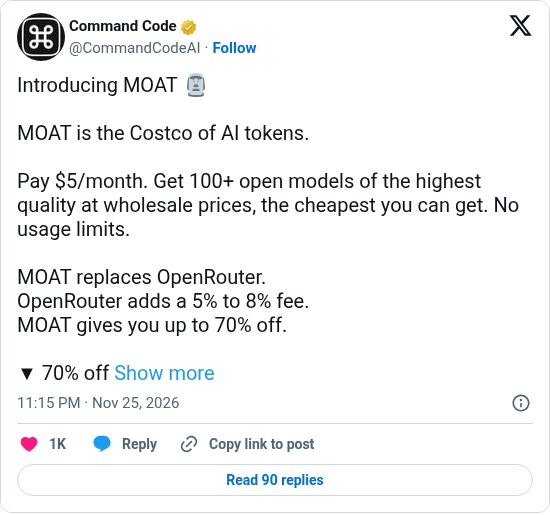 Command Code
@CommandCodeAI · Follow
Introducing MOAT 🗿
MOAT is the Costco of AI tokens.
Pay $5/month. Get 100+ open models of the highest
quality at wholesale prices, the cheapest you can get. No
usage limits.
MOAT replaces OpenRouter.
OpenRouter adds a 5% to 8% fee.
MOAT gives you up to 70% off.
▼ 70% off Show more
11:15 PM · Nov 25, 2026
1K Reply Copy link to post
Read 90 replies